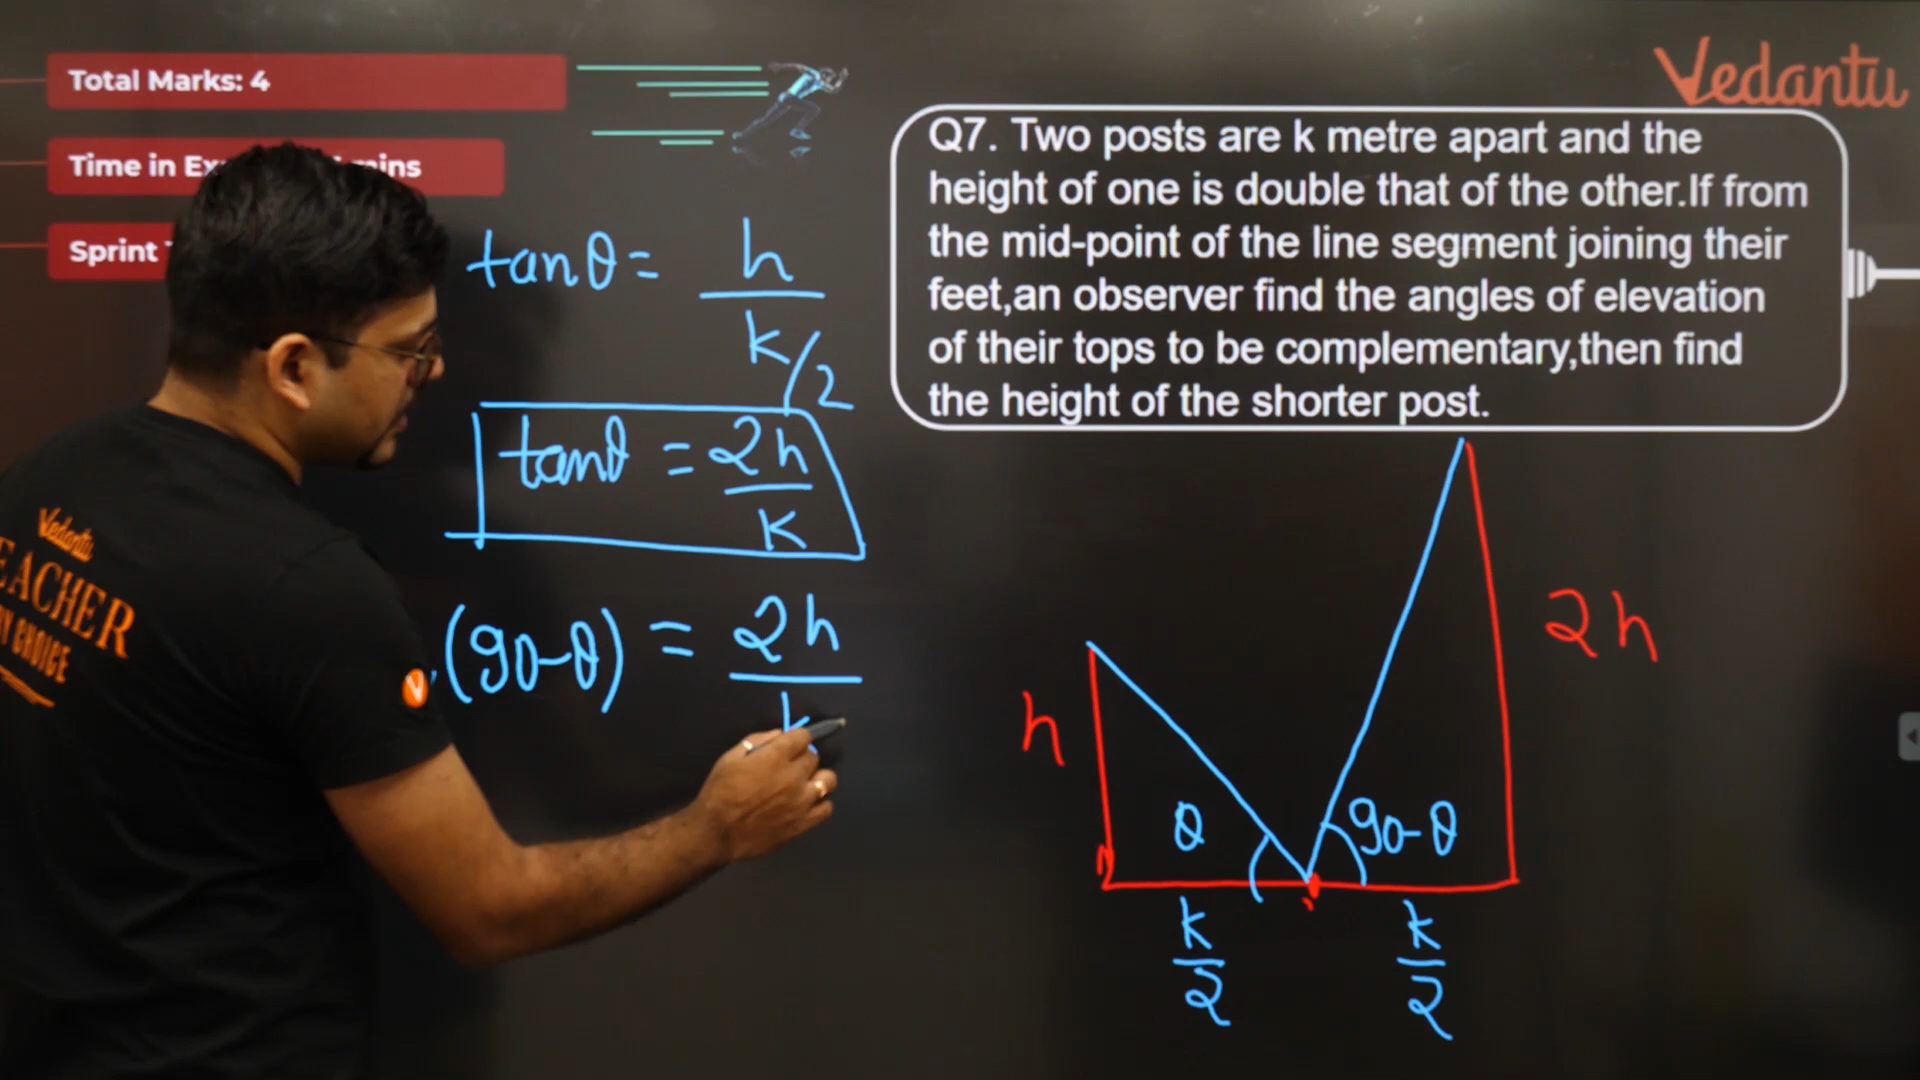 Total Marks: 4
Time in Ex mins
Sprint
Vedantu
Q7. Two posts are k metre apart and the
height of one is double that of the other.If from
the mid-point of the line segment joining their
feet,an observer find the angles of elevation
of their tops to be complementary,then find
the height of the shorter post.
tanθ = h
k/2
tanθ = 2h
k
(90-θ) = 2h
k
h
2h
θ
90-θ
k
2
k
2
Vedantu
EACHER
Y CHOICE
V